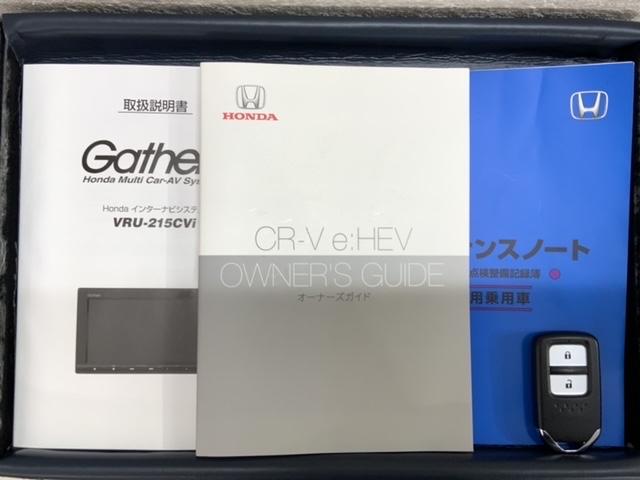 取扱説明書
Gathe
Honda Multi Car-AV Sys
Honda インターナビシステ
VRU-215CVi
HONDA
CR-V e:HEV
OWNER'S GUIDE
オーナーズガイド
ンスノート
点検整備記録簿
用乗用車